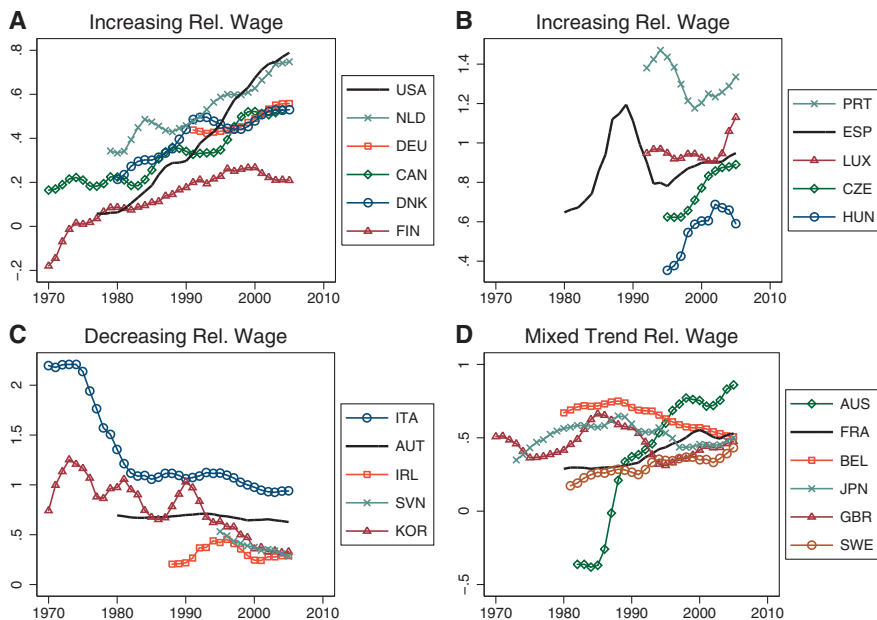 A Increasing Rel. Wage
.8
.6
.4
.2
0
-.2
1970 1980 1990 2000 2010
USA
NLD
DEU
CAN
DNK
FIN
B Increasing Rel. Wage
1.4
1.2
1
.8
.6
.4
1970 1980 1990 2000 2010
PRT
ESP
LUX
CZE
HUN
C Decreasing Rel. Wage
2
1.5
1
.5
0
1970 1980 1990 2000 2010
ITA
AUT
IRL
SVN
KOR
D Mixed Trend Rel. Wage
1
.5
0
-.5
1970 1980 1990 2000 2010
AUS
FRA
BEL
JPN
GBR
SWE